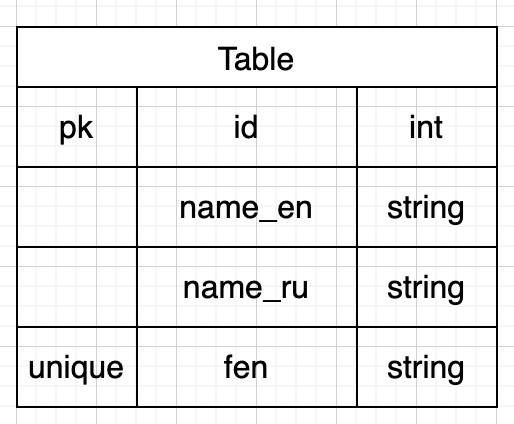 Table
pk id int
name_en string
name_ru string
unique fen string